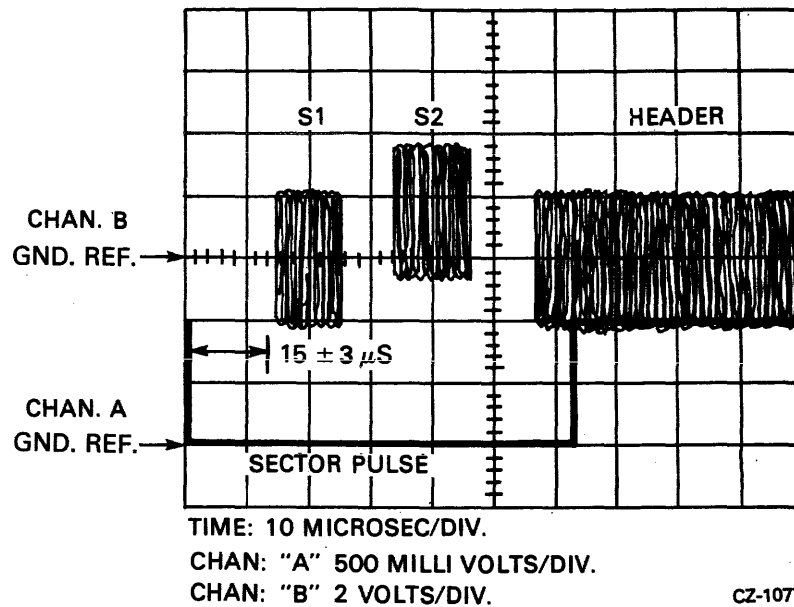 S1 S2 HEADER
CHAN. B
GND. REF.
15 ± 3 μS
CHAN. A
GND. REF.
SECTOR PULSE
TIME: 10 MICROSEC/DIV.
CHAN: "A" 500 MILLI VOLTS/DIV.
CHAN: "B" 2 VOLTS/DIV.
CZ-107